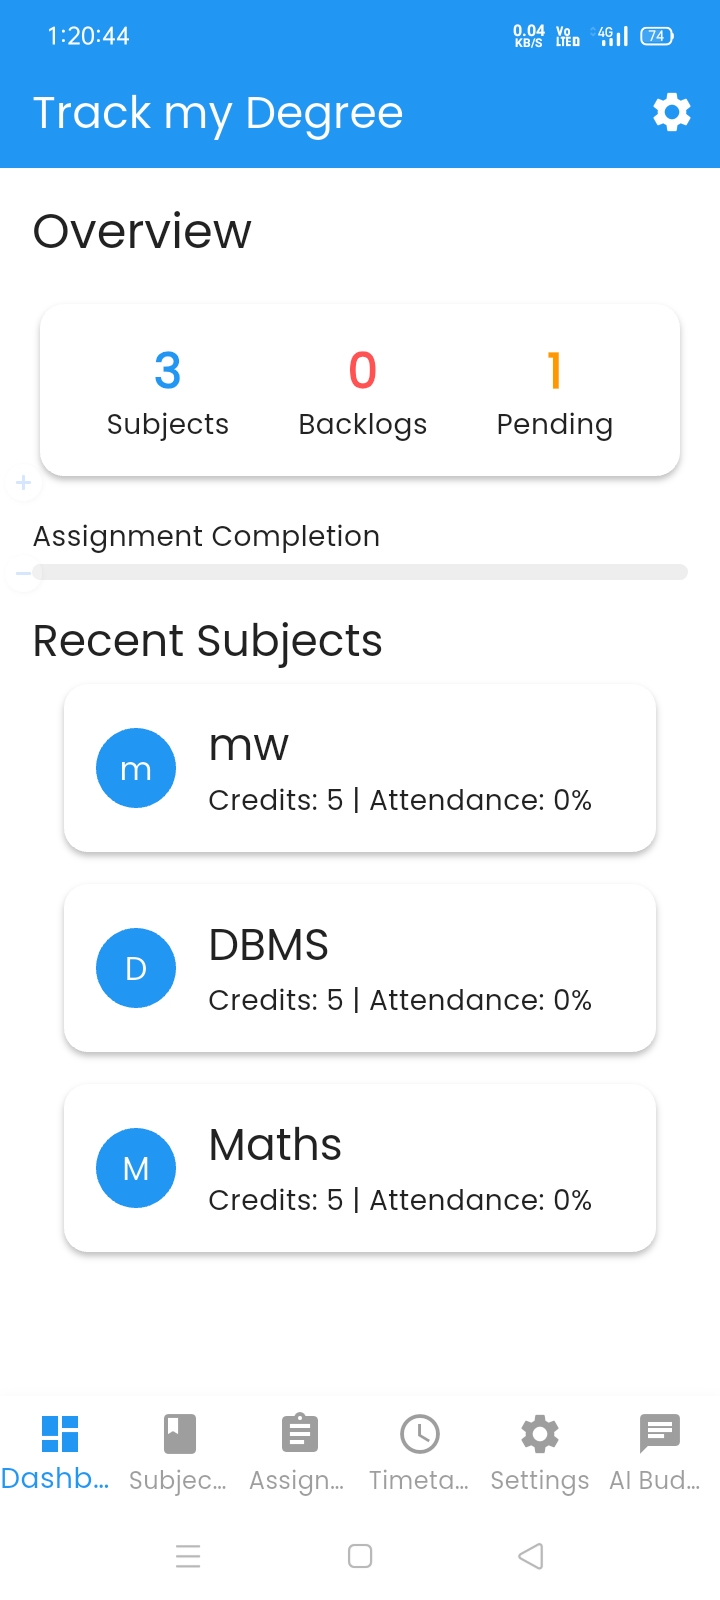 1:20:44 0.04 KB/S Vo LTE 4G 74
Track my Degree
Overview
3 0 1
Subjects Backlogs Pending
+
Assignment Completion
−
Recent Subjects
m mw
Credits: 5 | Attendance: 0%
D DBMS
Credits: 5 | Attendance: 0%
M Maths
Credits: 5 | Attendance: 0%
Dashb... Subjec... Assign... Timeta... Settings AI Bud...